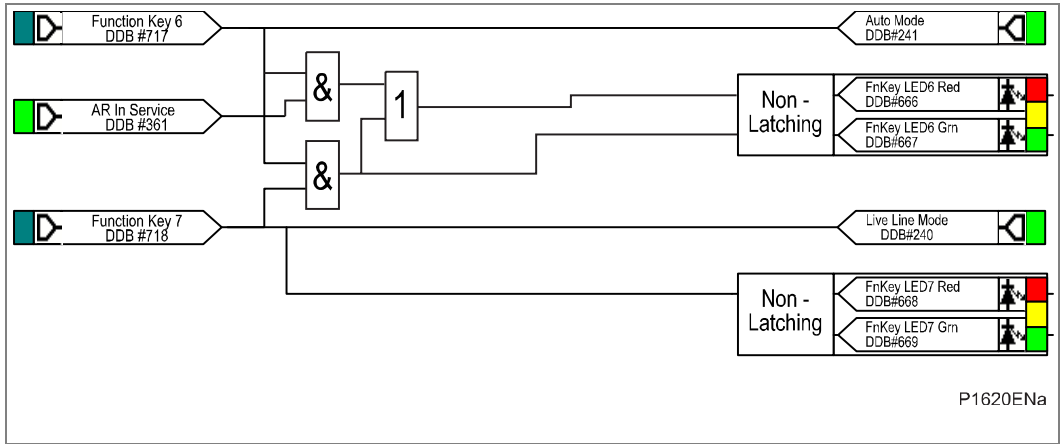 Function Key 6
DDB #717
Auto Mode
DDB#241
&
1
AR In Service
DDB #361
Non -
Latching
FnKey LED6 Red
DDB#666
FnKey LED6 Grn
DDB#667
&
Function Key 7
DDB #718
Live Line Mode
DDB#240
Non -
Latching
FnKey LED7 Red
DDB#668
FnKey LED7 Grn
DDB#669
P1620ENa